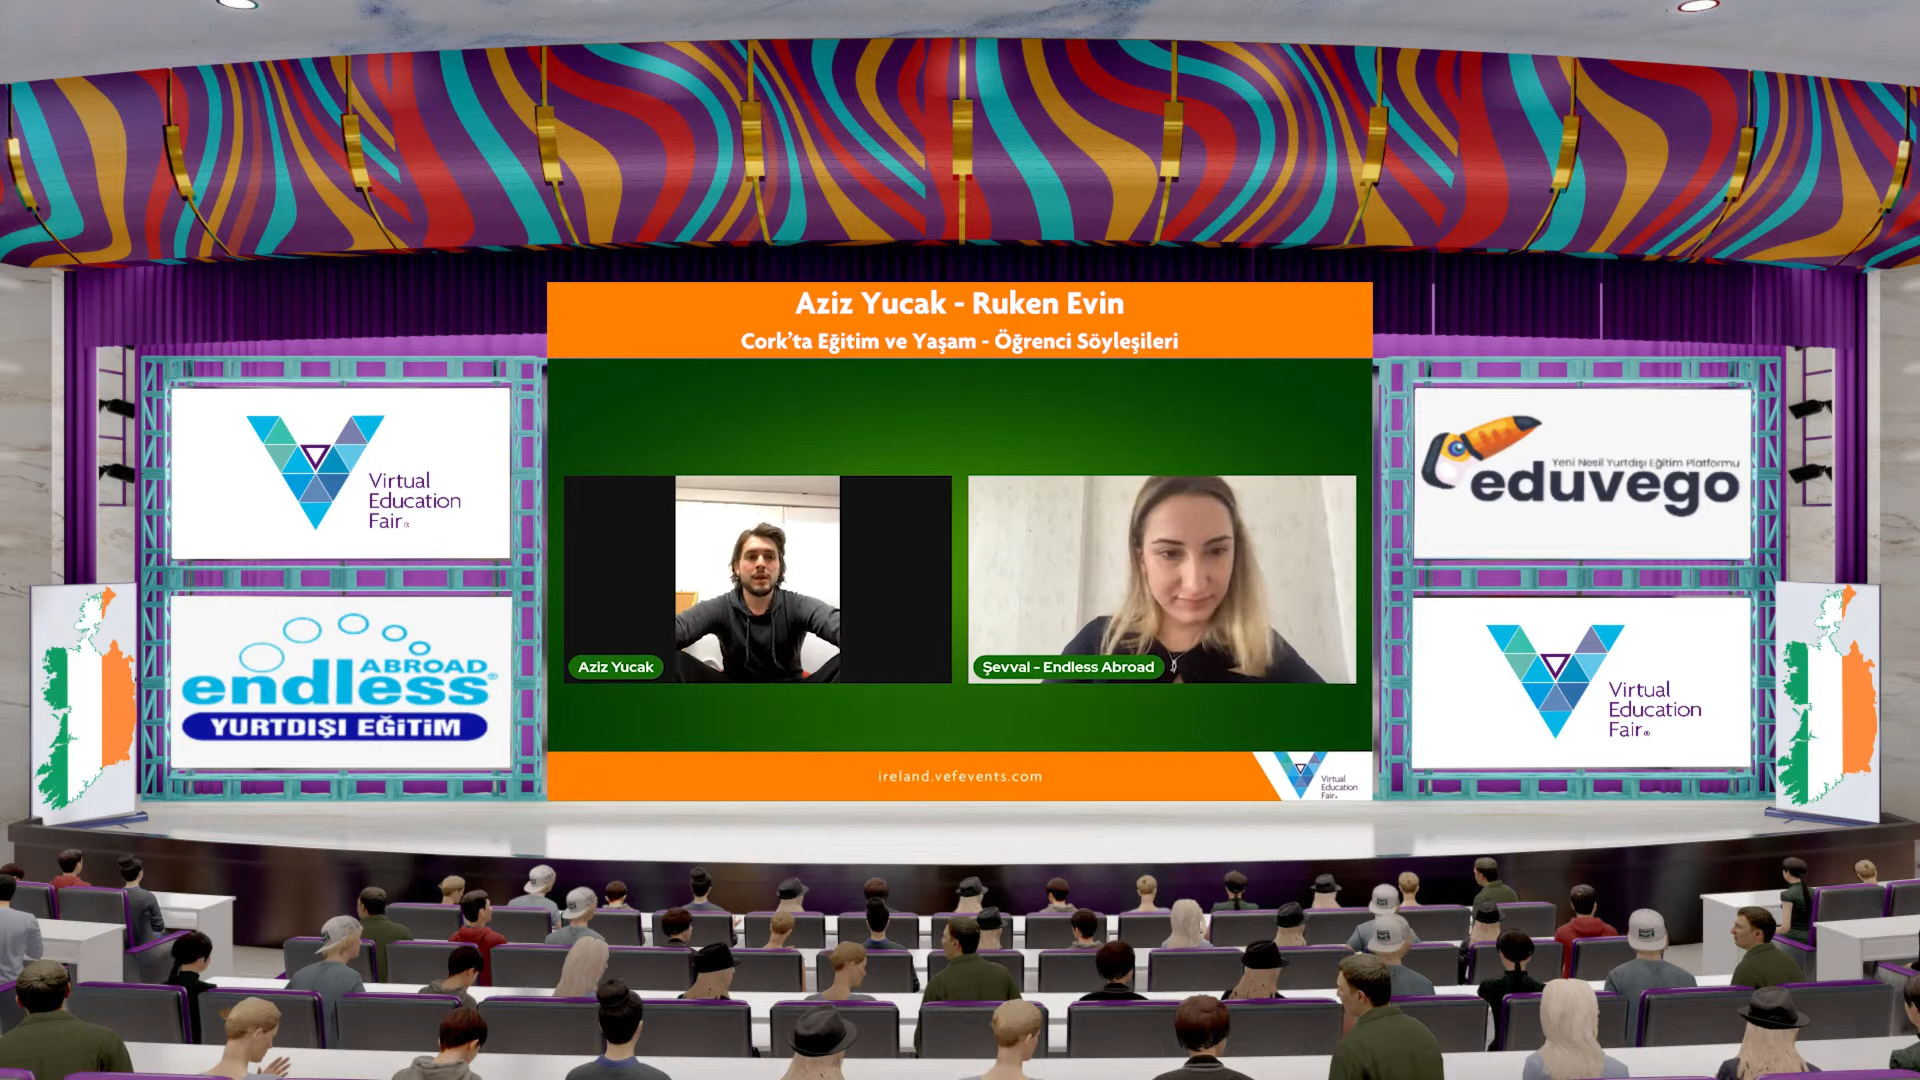 Aziz Yucak - Ruken Evin
Cork’ta Eğitim ve Yaşam - Öğrenci Söyleşileri
Virtual
Education
Fair
ABROAD
endless®
YURTDIŞI EĞİTİM
Aziz Yucak
Şevval - Endless Abroad
ireland.vefevents.com
Virtual
Education
Fair
Yeni Nesil Yurtdışı Eğitim Platformu
eduvego
Virtual
Education
Fair